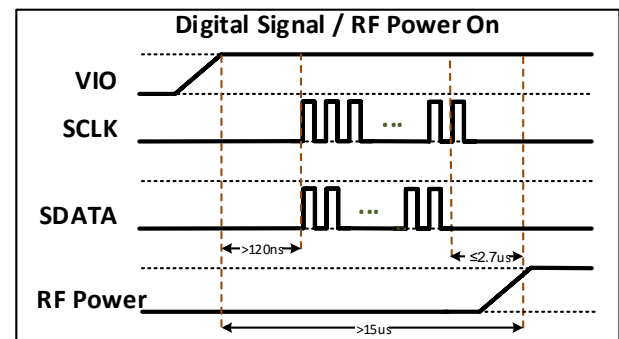 Digital Signal / RF Power On
VIO
SCLK
...
SDATA
...
>120ns
≤2.7us
RF Power
>15us